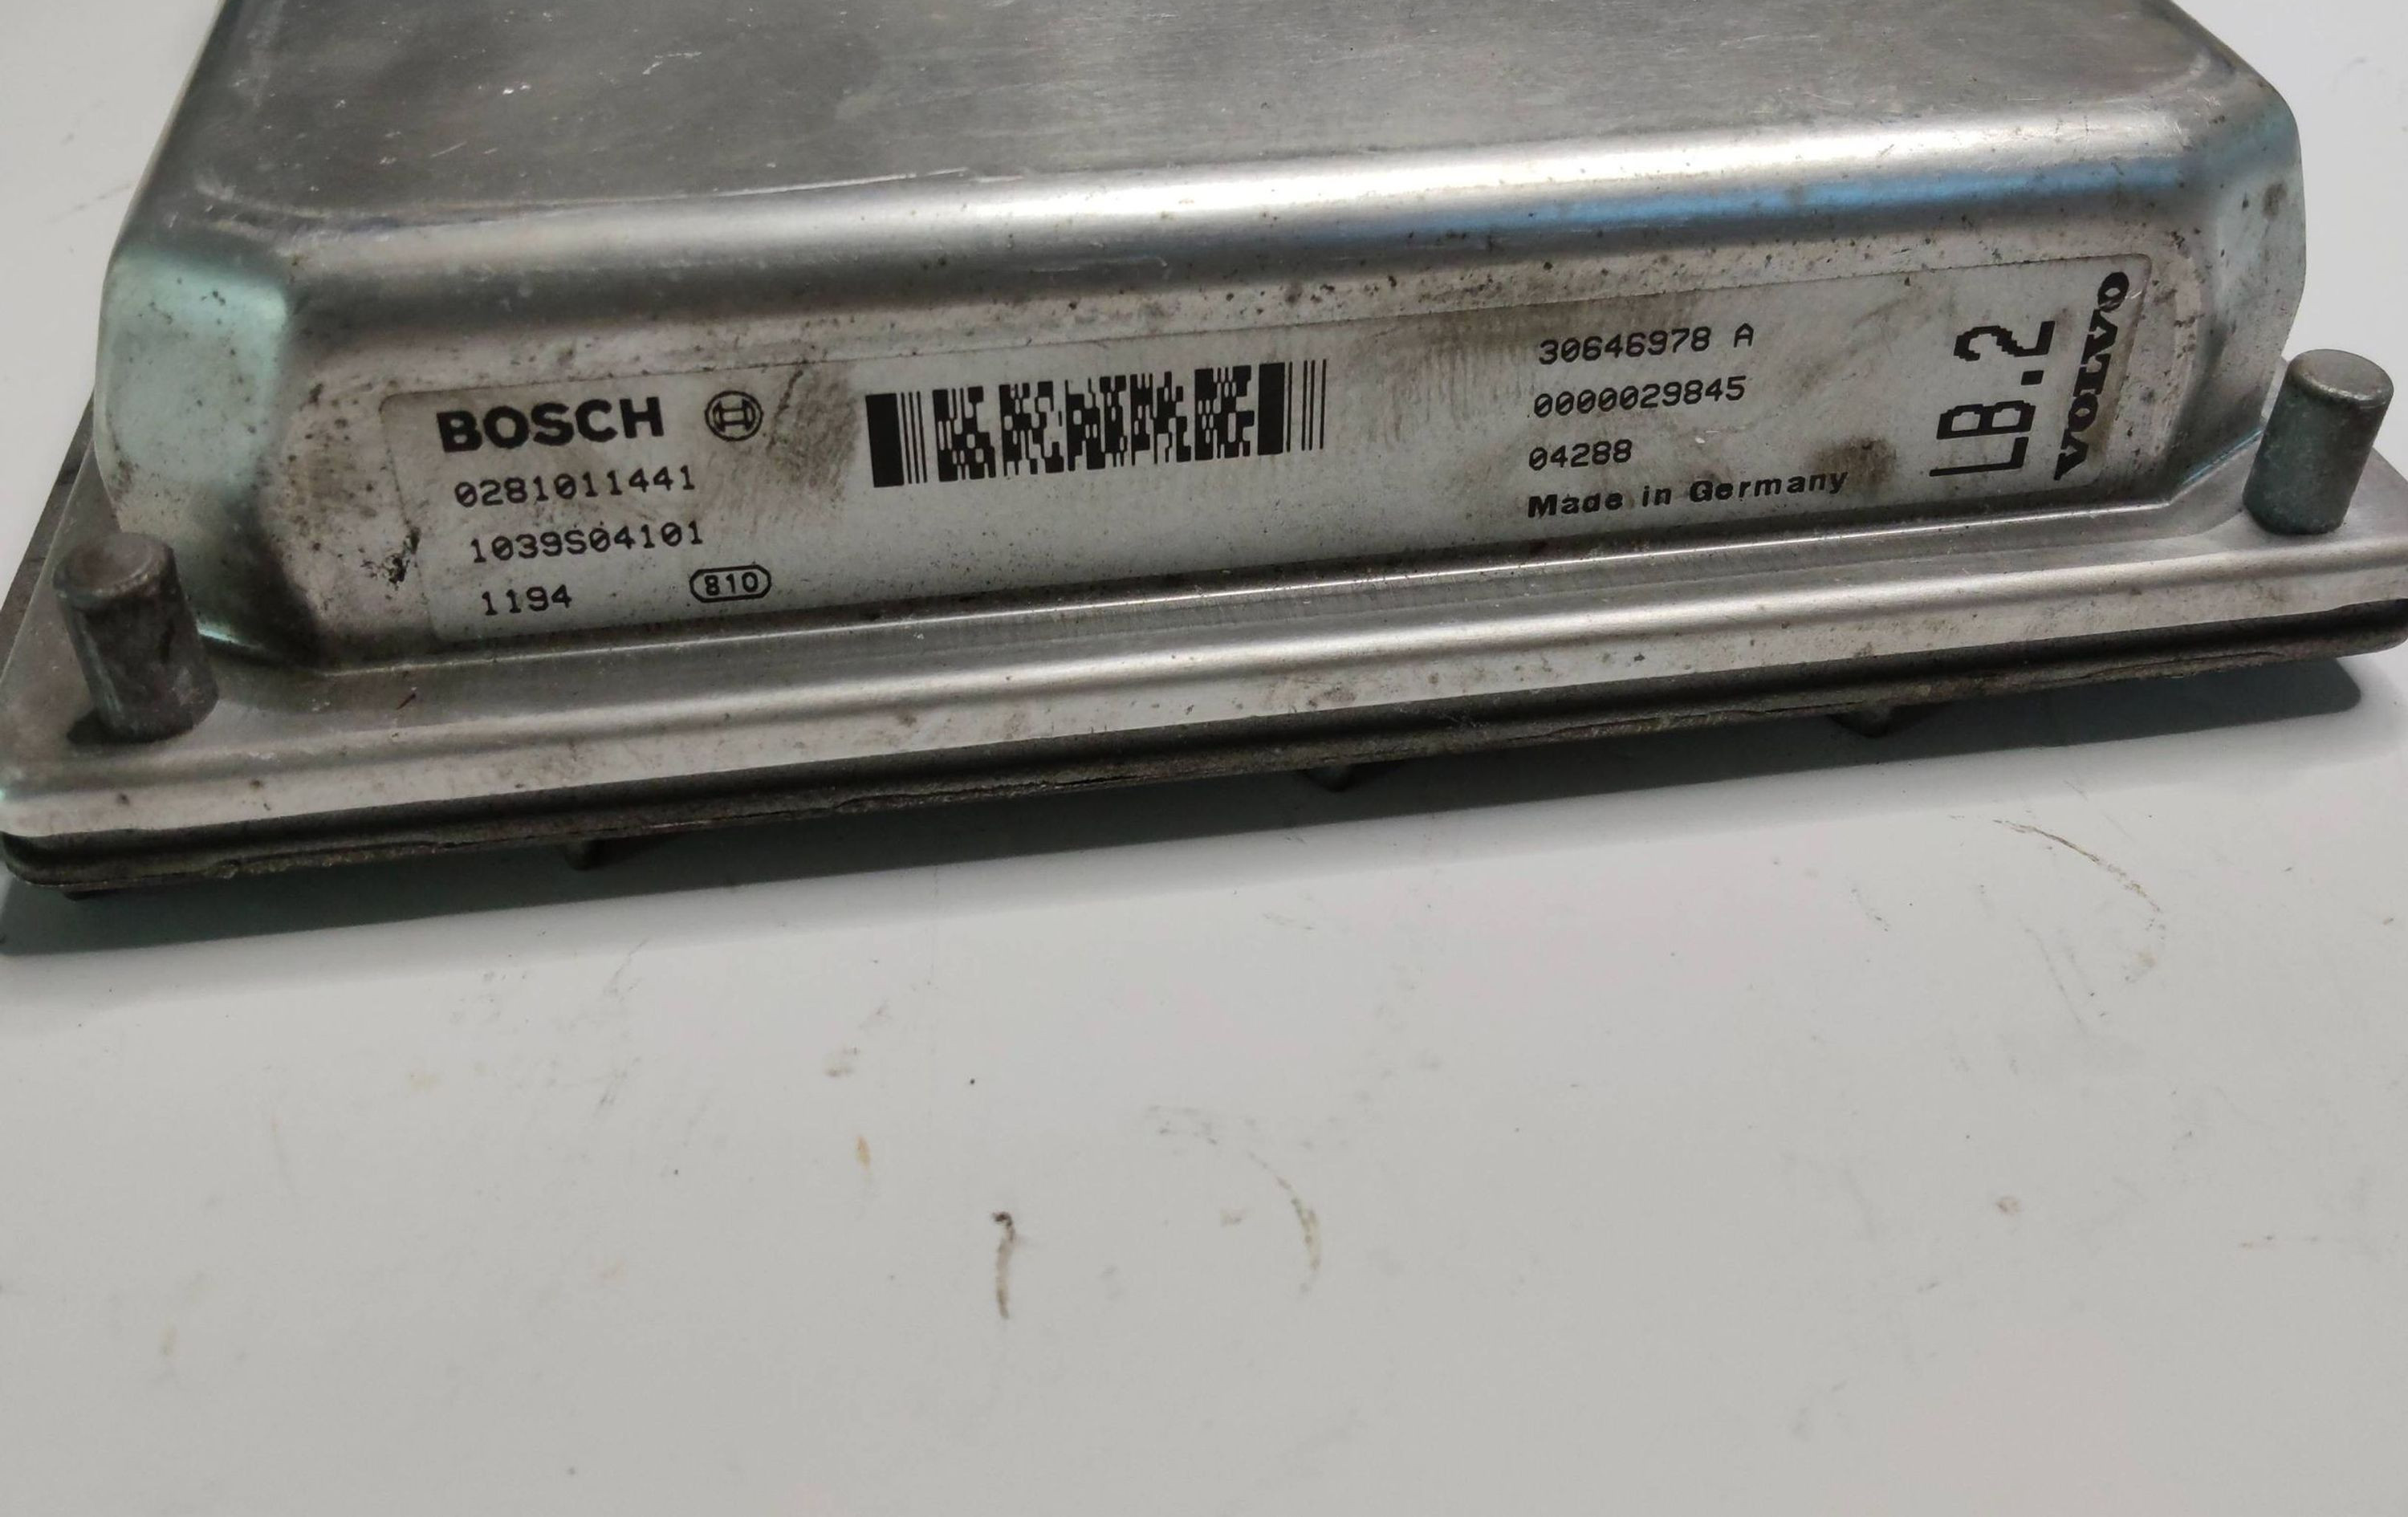 BOSCH
0281011441
1039S04101
1194 810
30646978 A
0000029845
04288
Made in Germany
LB.2
VOLVO